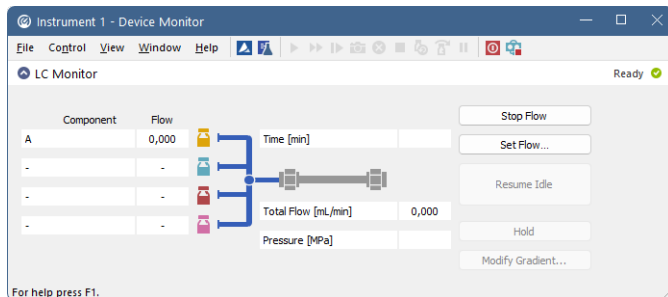 Instrument 1 - Device Monitor
File Control View Window Help
LC Monitor Ready
Component Flow
Stop Flow
A 0,000 Time [min]
Set Flow...
- -
Resume Idle
- -
Total Flow [mL/min] 0,000
- -
Hold
Pressure [MPa]
Modify Gradient...
For help press F1.